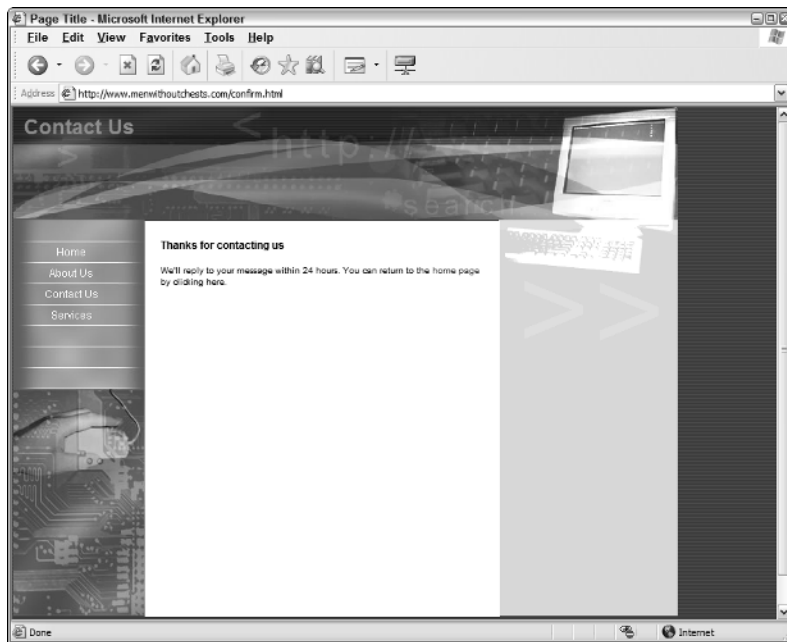 Page Title - Microsoft Internet Explorer
File Edit View Favorites Tools Help
Address http://www.menwithoutchests.com/confirm.html
Contact Us
< http://
>
*search
Home
About Us
Contact Us
Services
Thanks for contacting us
We'll reply to your message within 24 hours. You can return to the home page
by clicking here.
>>
Done
Internet